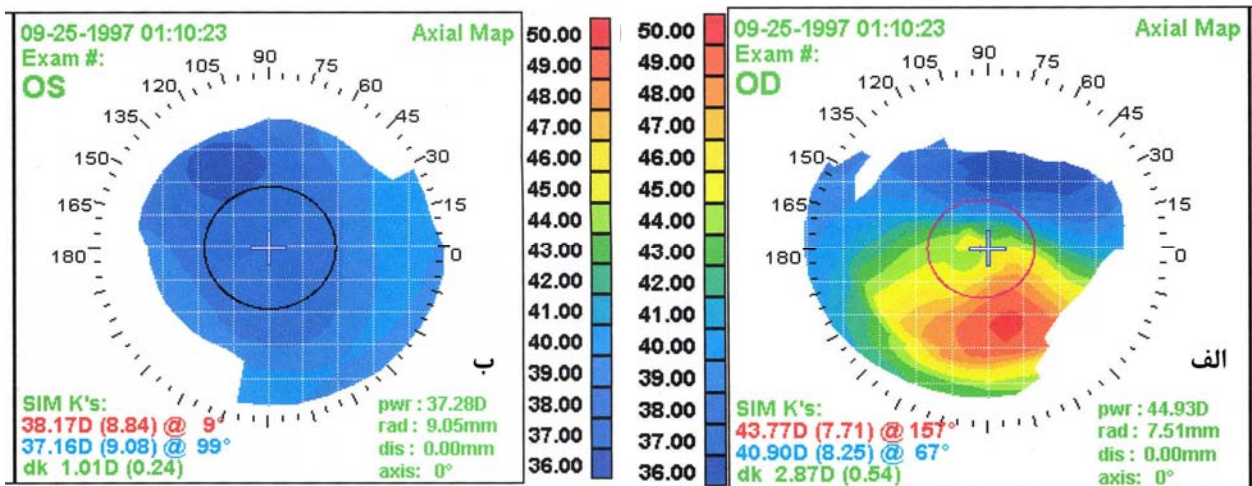 09-25-1997 01:10:23 Axial Map
Exam #:
OS
90
105 75
120 60
135 45
150 30
165 15
180 0
ب
SIM K's:
38.17D (8.84) @ 9°
37.16D (9.08) @ 99°
dk 1.01D (0.24)
pwr : 37.28D
rad : 9.05mm
dis : 0.00mm
axis: 0°
50.00
49.00
48.00
47.00
46.00
45.00
44.00
43.00
42.00
41.00
40.00
39.00
38.00
37.00
36.00
50.00
49.00
48.00
47.00
46.00
45.00
44.00
43.00
42.00
41.00
40.00
39.00
38.00
37.00
36.00
09-25-1997 01:10:23 Axial Map
Exam #:
OD
90
105 75
120 60
135 45
150 30
165 15
180 0
الف
SIM K's:
43.77D (7.71) @ 157°
40.90D (8.25) @ 67°
dk 2.87D (0.54)
pwr : 44.93D
rad : 7.51mm
dis : 0.00mm
axis: 0°